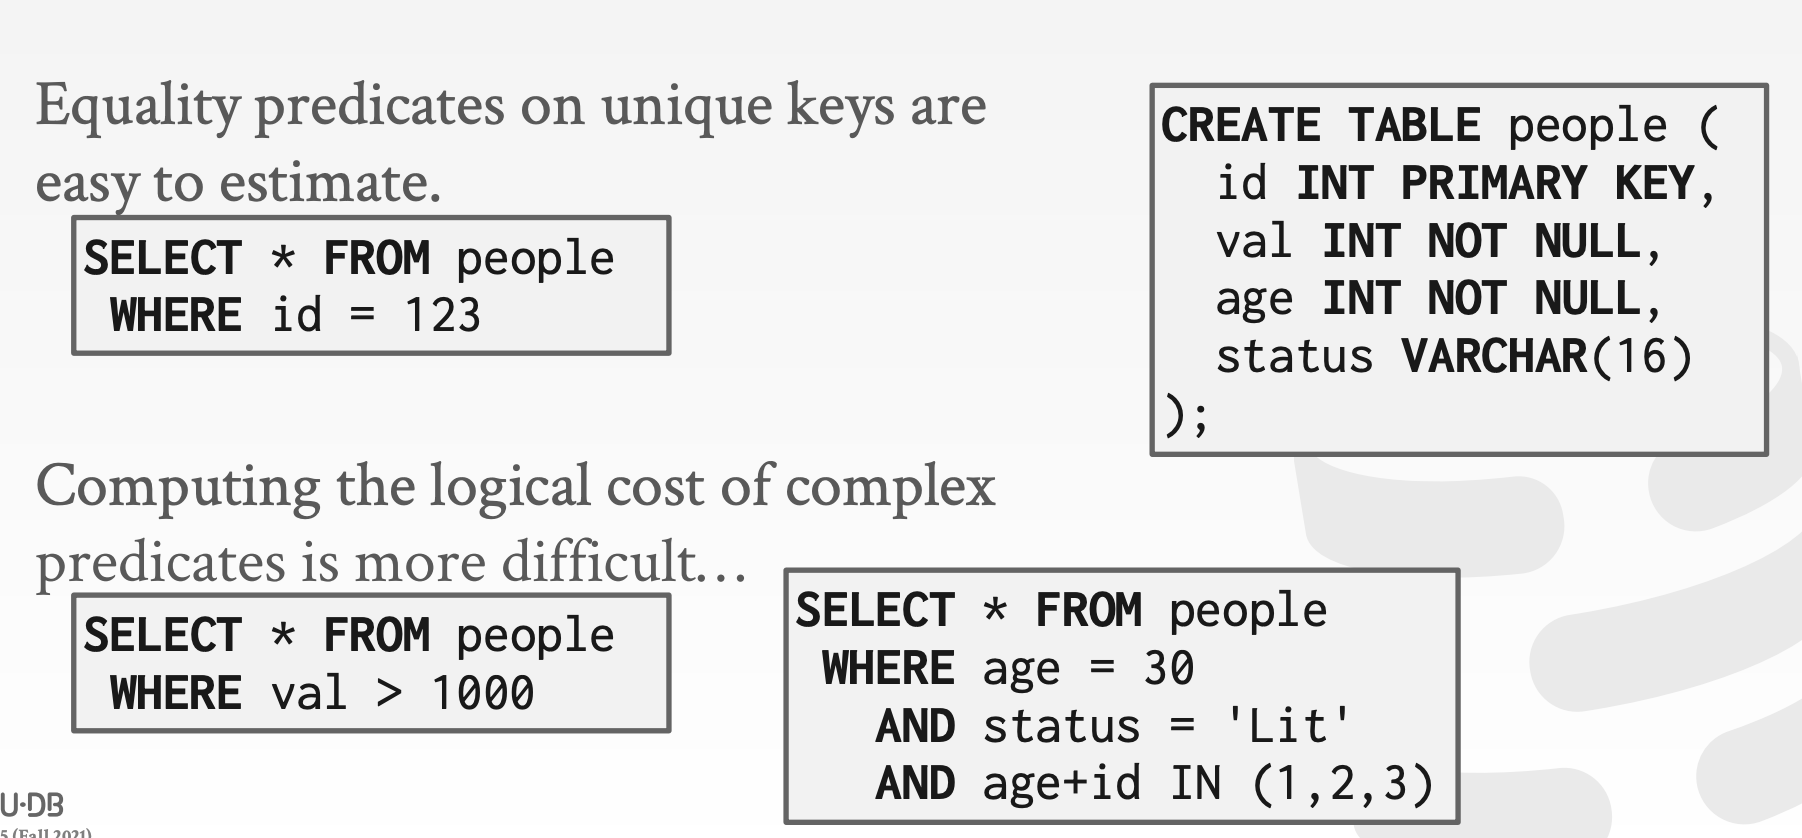 Equality predicates on unique keys are
easy to estimate.
SELECT * FROM people
WHERE id = 123
CREATE TABLE people (
id INT PRIMARY KEY,
val INT NOT NULL,
age INT NOT NULL,
status VARCHAR(16)
);
Computing the logical cost of complex
predicates is more difficult…
SELECT * FROM people
WHERE val > 1000
SELECT * FROM people
WHERE age = 30
AND status = 'Lit'
AND age+id IN (1,2,3)
U·DB
5 (Fall 2021)